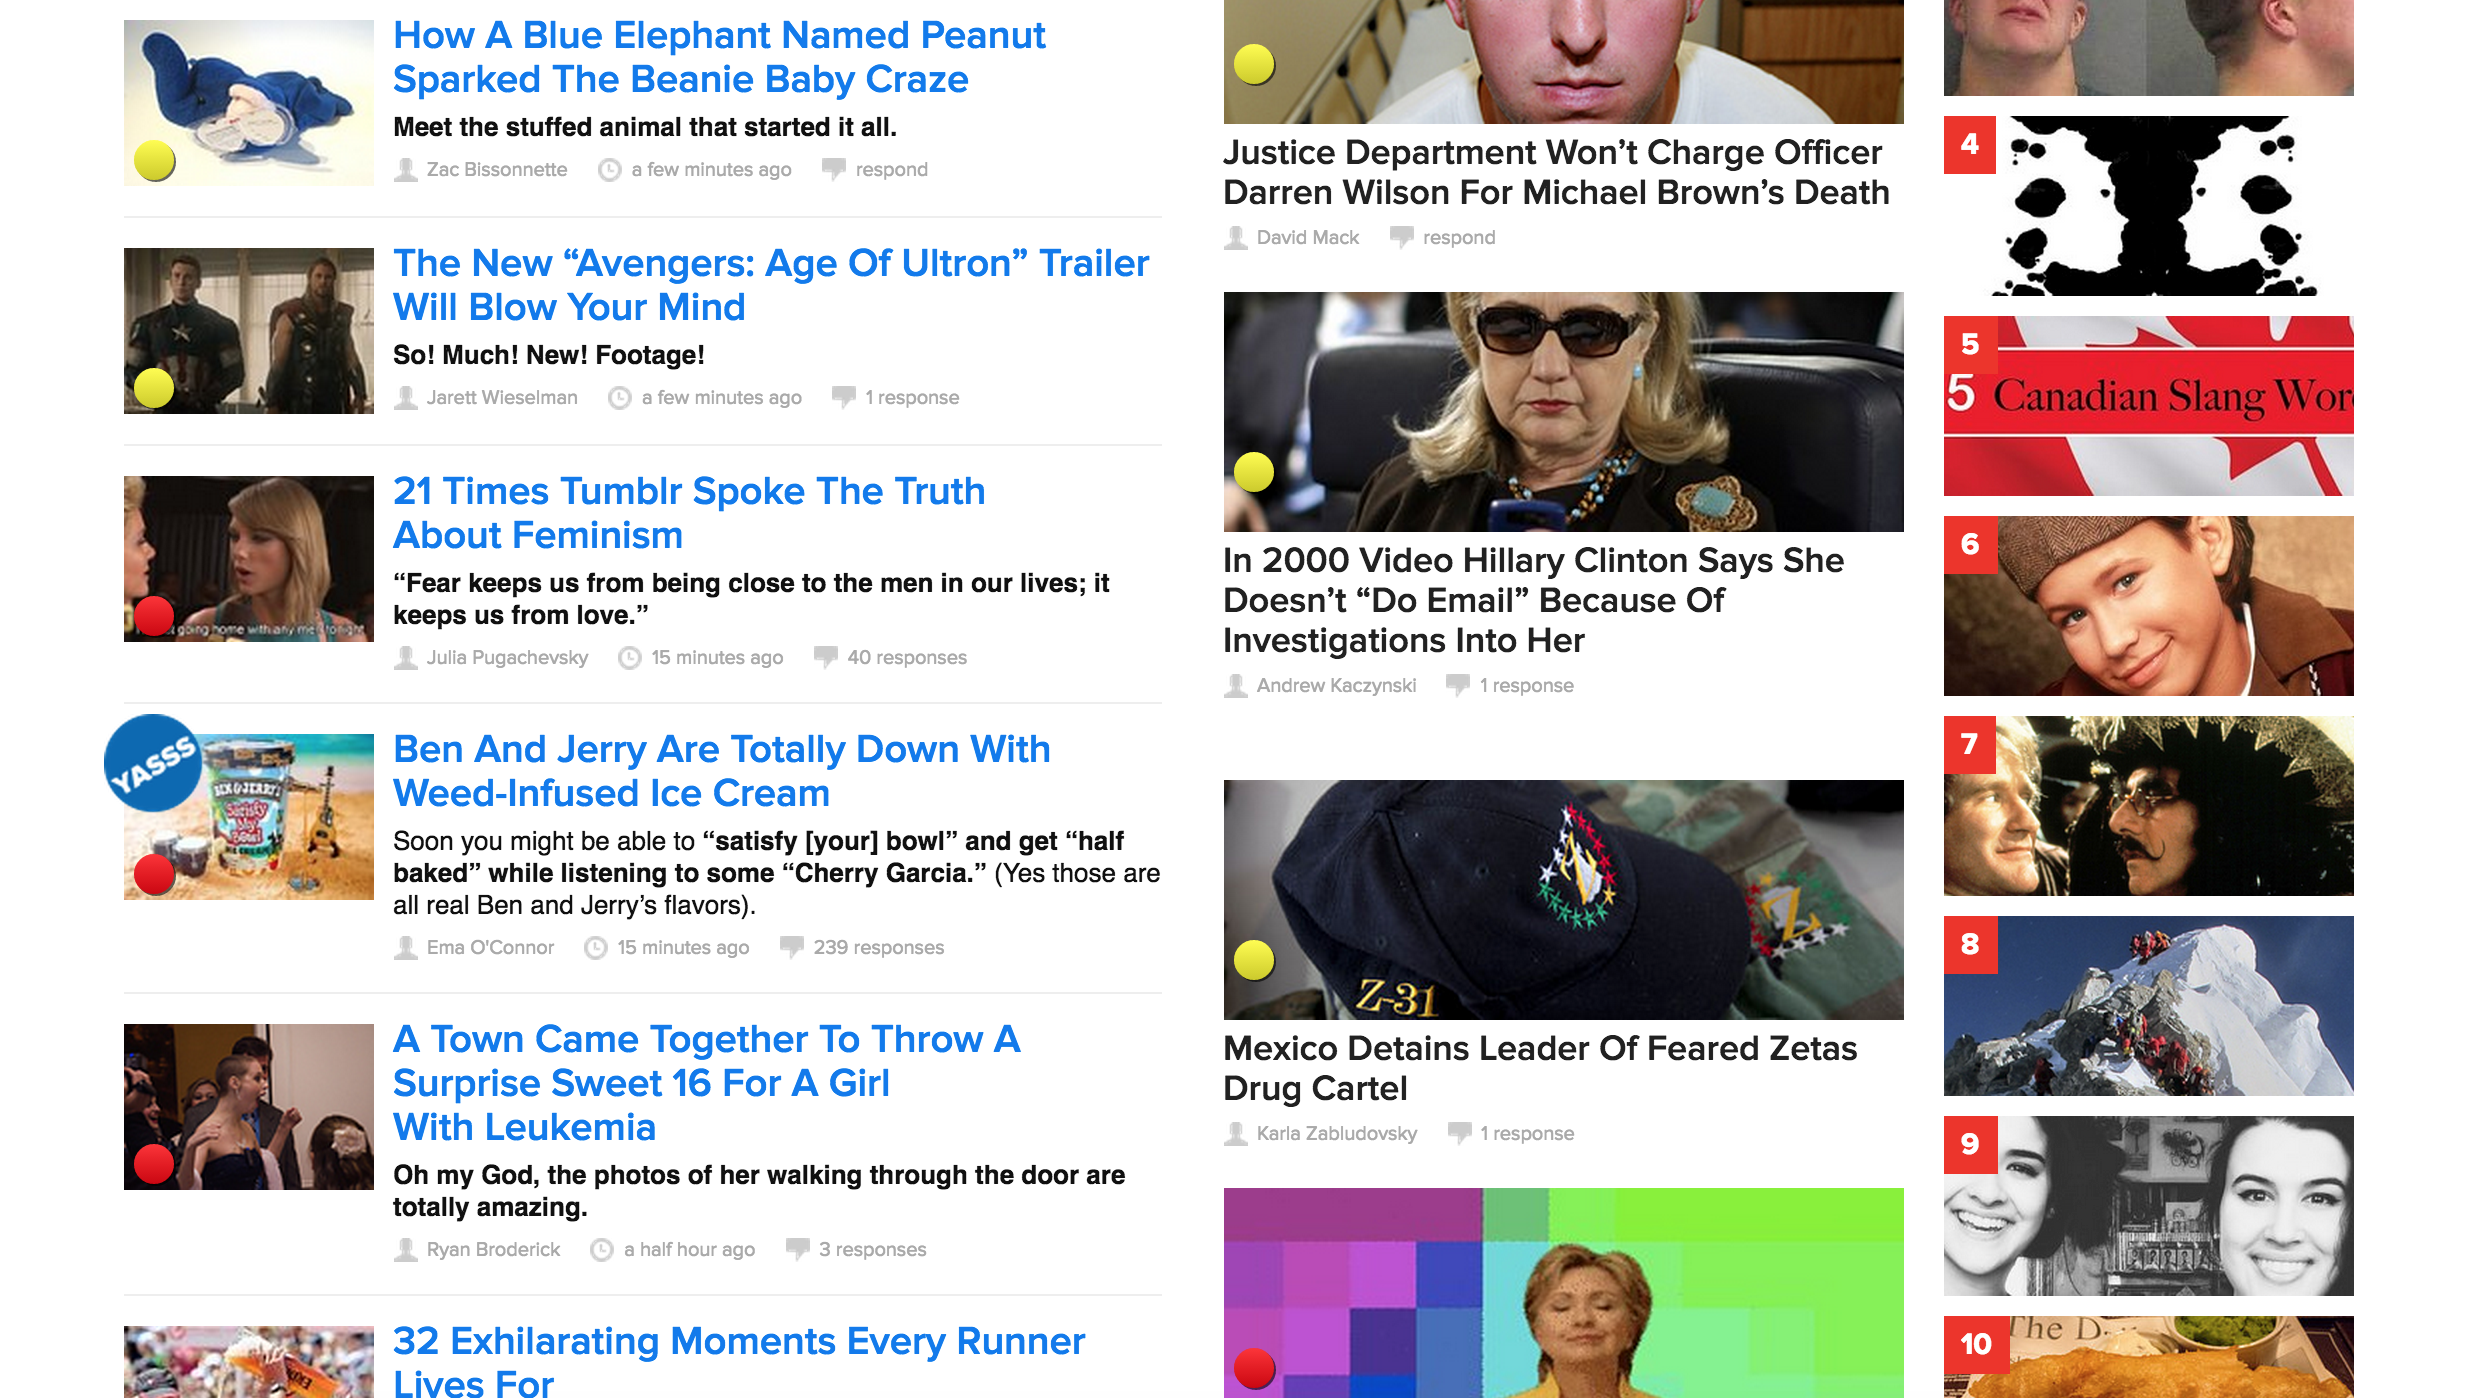 How A Blue Elephant Named Peanut
Sparked The Beanie Baby Craze
Meet the stuffed animal that started it all.
Zac Bissonnette a few minutes ago respond
The New “Avengers: Age Of Ultron” Trailer
Will Blow Your Mind
So! Much! New! Footage!
Jarett Wieselman a few minutes ago 1 response
21 Times Tumblr Spoke The Truth
About Feminism
“Fear keeps us from being close to the men in our lives; it
keeps us from love.”
going home with any men tonight
Julia Pugachevsky 15 minutes ago 40 responses
YASSS
BEN & JERRY'S
Ben And Jerry Are Totally Down With
Weed-Infused Ice Cream
Soon you might be able to “satisfy [your] bowl” and get “half
baked” while listening to some “Cherry Garcia.” (Yes those are
all real Ben and Jerry’s flavors).
Ema O'Connor 15 minutes ago 239 responses
A Town Came Together To Throw A
Surprise Sweet 16 For A Girl
With Leukemia
Oh my God, the photos of her walking through the door are
totally amazing.
Ryan Broderick a half hour ago 3 responses
32 Exhilarating Moments Every Runner
Lives For
Justice Department Won’t Charge Officer
Darren Wilson For Michael Brown’s Death
David Mack respond
In 2000 Video Hillary Clinton Says She
Doesn’t “Do Email” Because Of
Investigations Into Her
Andrew Kaczynski 1 response
Z
Z-31
Mexico Detains Leader Of Feared Zetas
Drug Cartel
Karla Zabludovsky 1 response
4
5
5 Canadian Slang Wor
6
7
8
9
10
The D